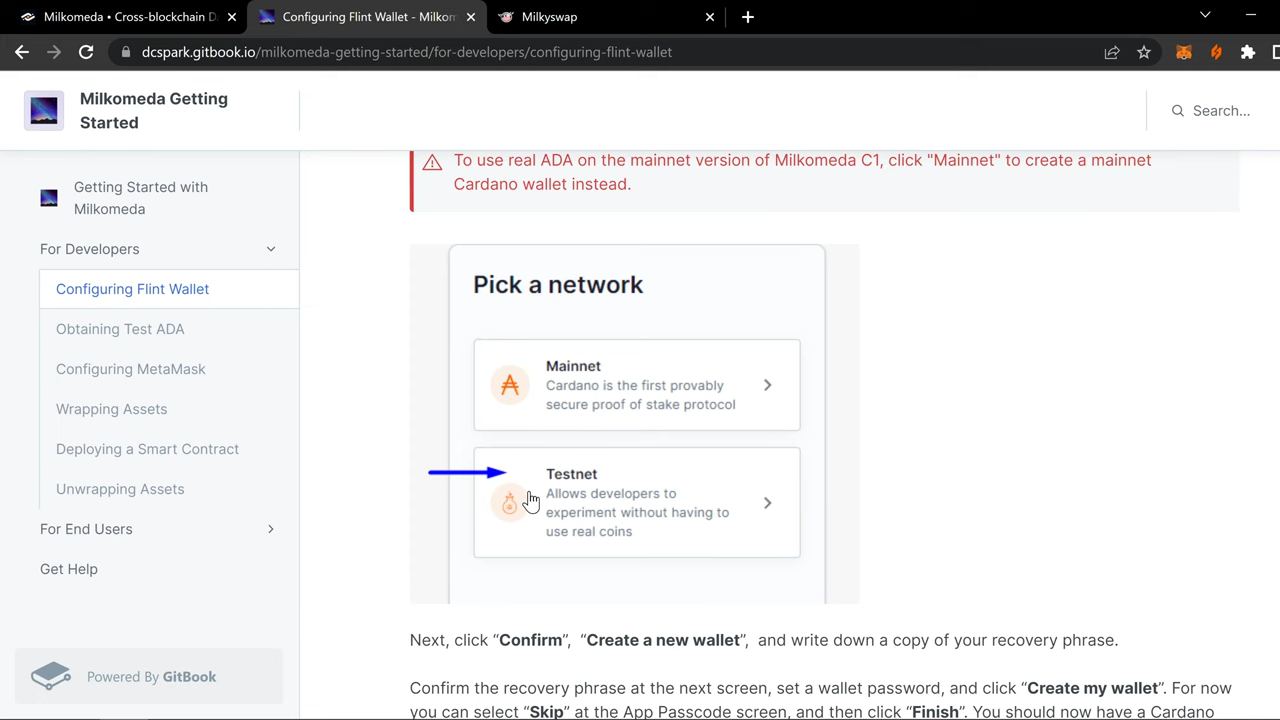 Milkomeda • Cross-blockchain D
Configuring Flint Wallet - Milkom
Milkyswap
dcspark.gitbook.io/milkomeda-getting-started/for-developers/configuring-flint-wallet
Milkomeda Getting
Started
Search...
Getting Started with
Milkomeda
For Developers
Configuring Flint Wallet
Obtaining Test ADA
Configuring MetaMask
Wrapping Assets
Deploying a Smart Contract
Unwrapping Assets
For End Users
Get Help
Powered By GitBook
To use real ADA on the mainnet version of Milkomeda C1, click "Mainnet" to create a mainnet
Cardano wallet instead.
Pick a network
Mainnet
Cardano is the first provably
secure proof of stake protocol
Testnet
Allows developers to
experiment without having to
use real coins
Next, click “Confirm”, “Create a new wallet”, and write down a copy of your recovery phrase.
Confirm the recovery phrase at the next screen, set a wallet password, and click “Create my wallet”. For now
you can select “Skip” at the App Passcode screen, and then click “Finish”. You should now have a Cardano